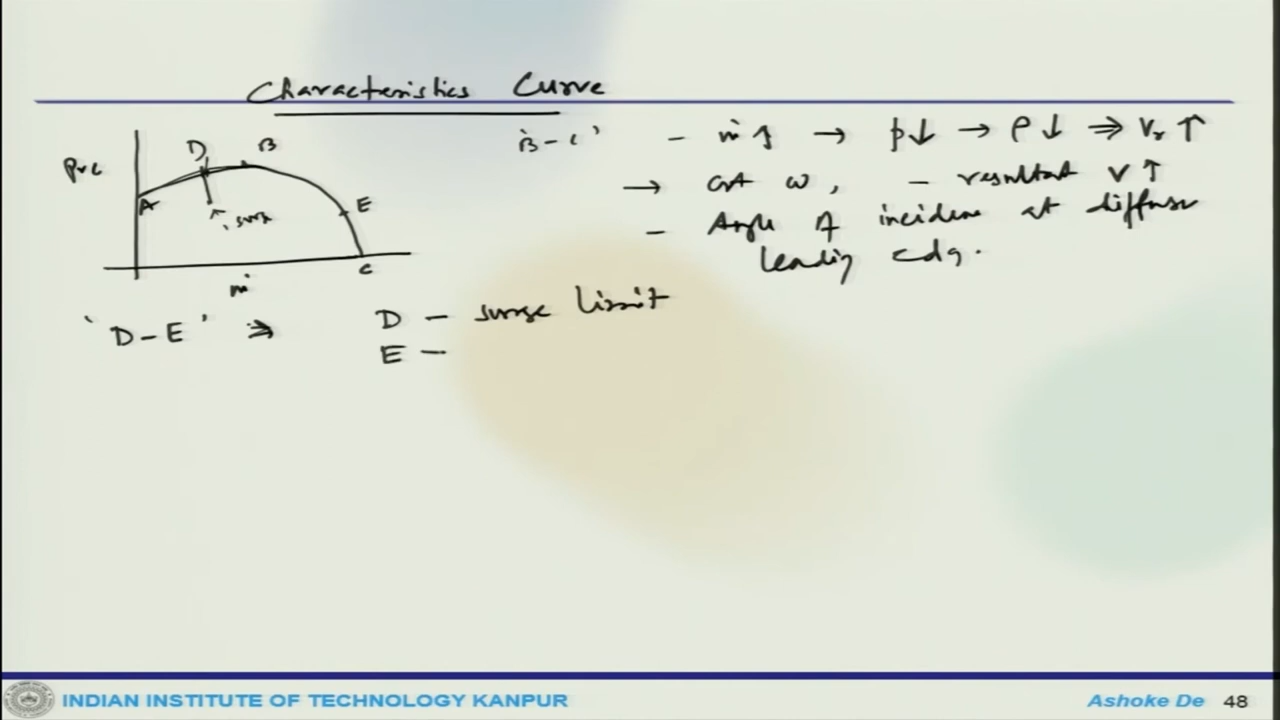 Characteristics Curve
Prc
A
D
B
E
C
surge
ṁ
'B-C' - ṁ ↑ → p↓ → ρ↓ ⇒ Vr ↑
→ at ω, - resultant V↑
- Angle of incidence at diffuser
leading edge.
'D-E' ⇒ D - surge limit
E -
INDIAN INSTITUTE OF TECHNOLOGY KANPUR
Ashoke De 48